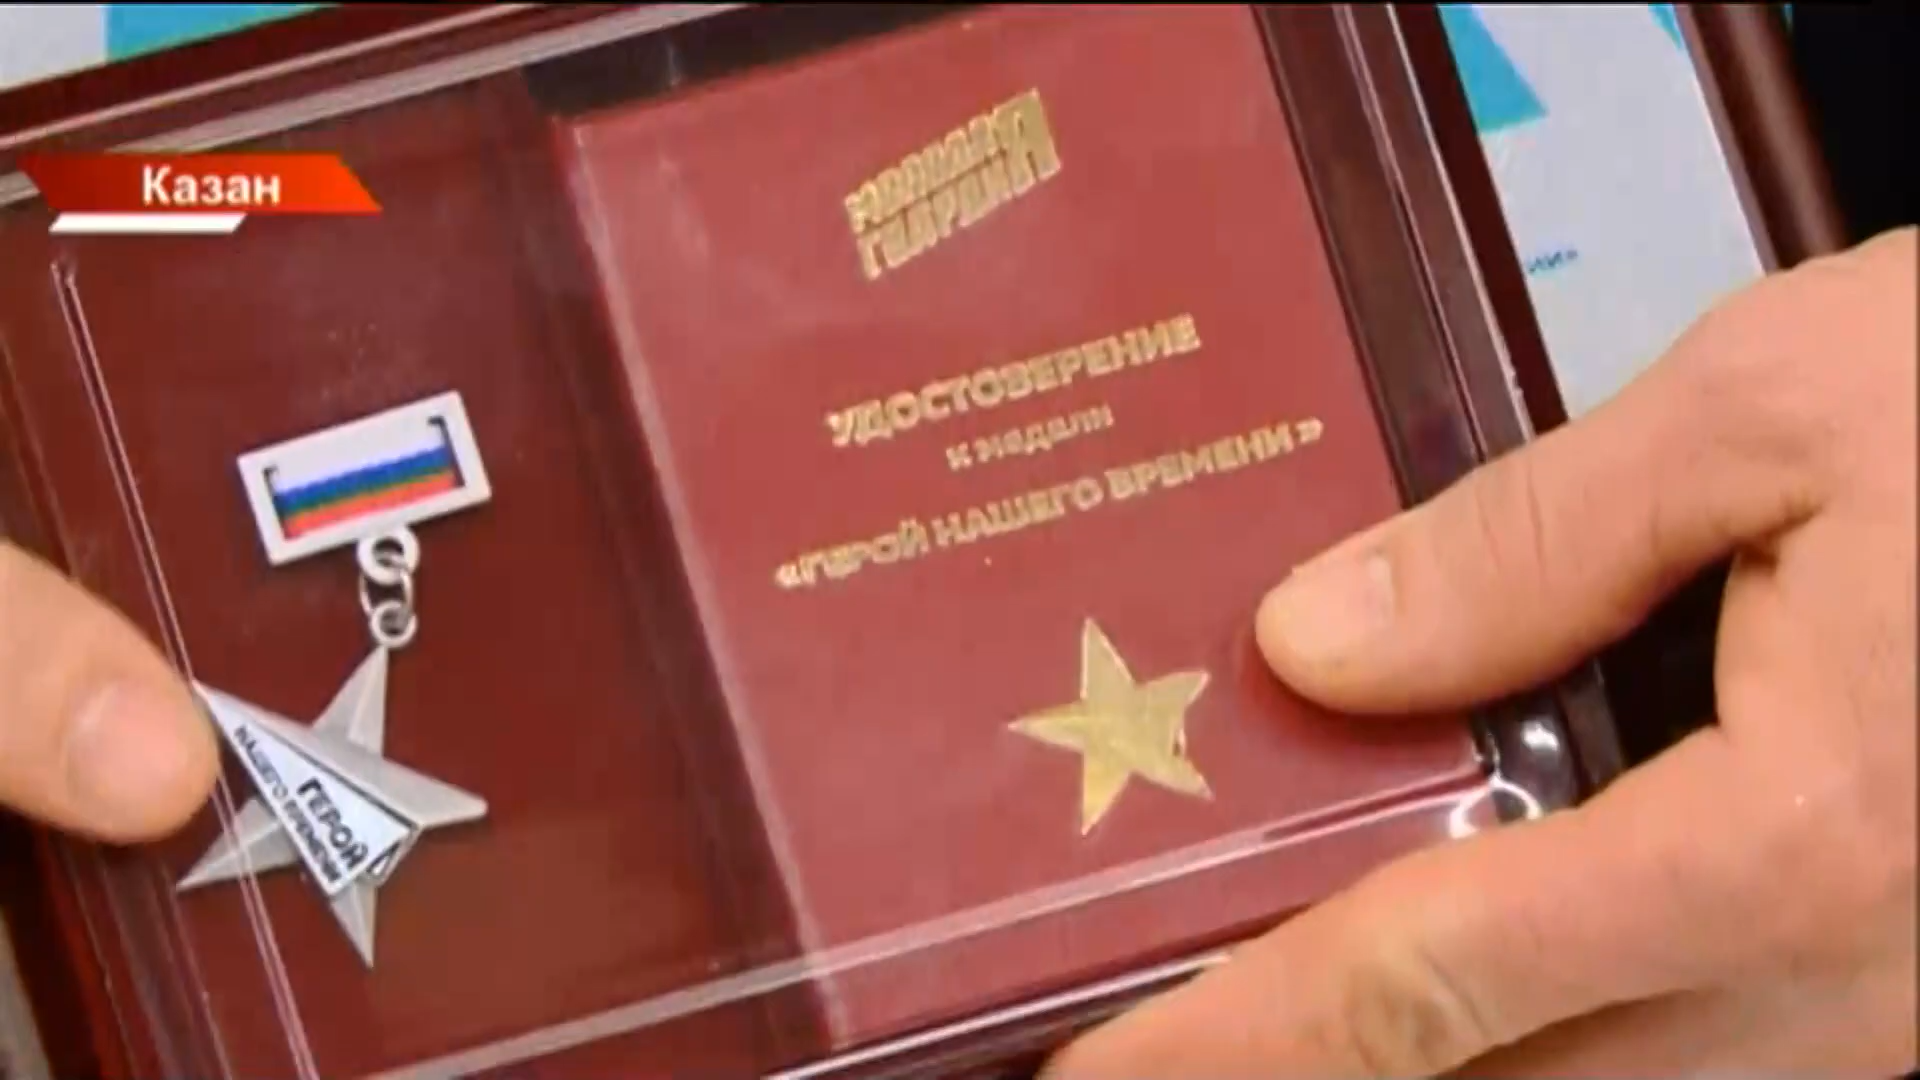 Казан
МОЛОДАЯ
ГВАРДИЯ
УДОСТОВЕРЕНИЕ
к медали
«ГЕРОЙ НАШЕГО ВРЕМЕНИ»
ГЕРОЙ
НАШЕГО ВРЕМЕНИ